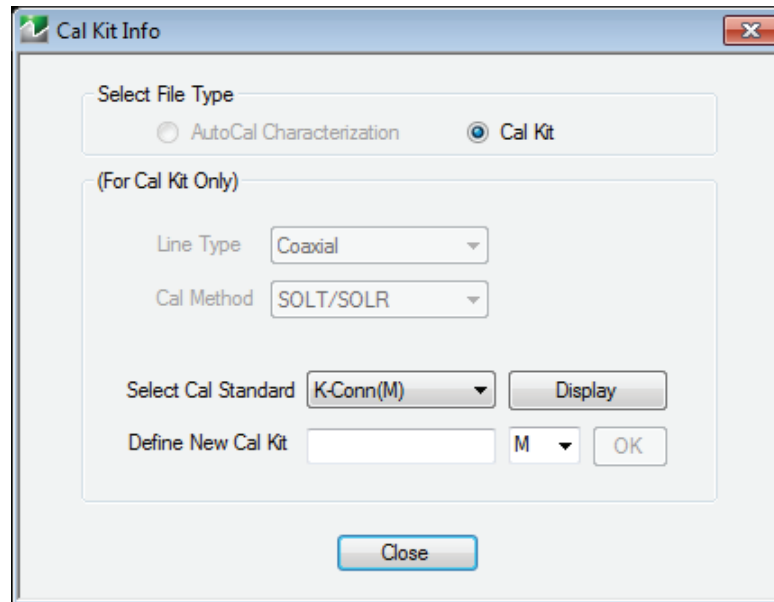 Cal Kit Info
Select File Type
AutoCal Characterization Cal Kit
(For Cal Kit Only)
Line Type Coaxial
Cal Method SOLT/SOLR
Select Cal Standard K-Conn(M) Display
Define New Cal Kit M OK
Close